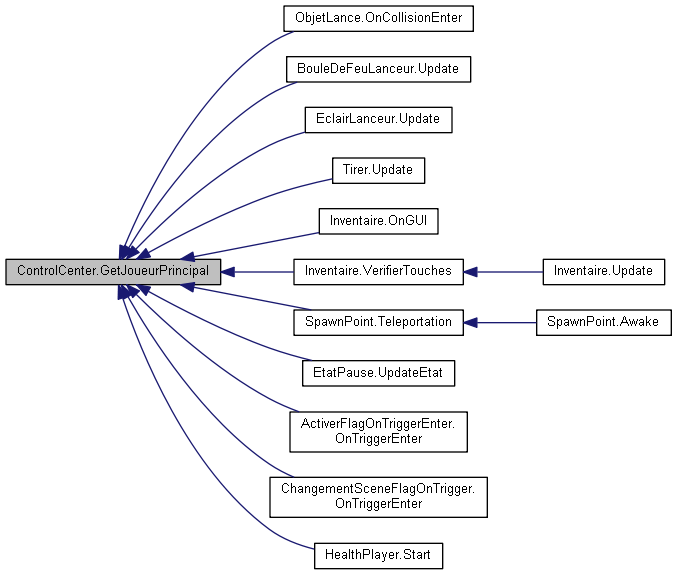 ObjetLance.OnCollisionEnter
BouleDeFeuLanceur.Update
EclairLanceur.Update
Tirer.Update
Inventaire.OnGUI
ControlCenter.GetJoueurPrincipal
Inventaire.VerifierTouches
Inventaire.Update
SpawnPoint.Teleportation
SpawnPoint.Awake
EtatPause.UpdateEtat
ActiverFlagOnTriggerEnter.
OnTriggerEnter
ChangementSceneFlagOnTrigger.
OnTriggerEnter
HealthPlayer.Start